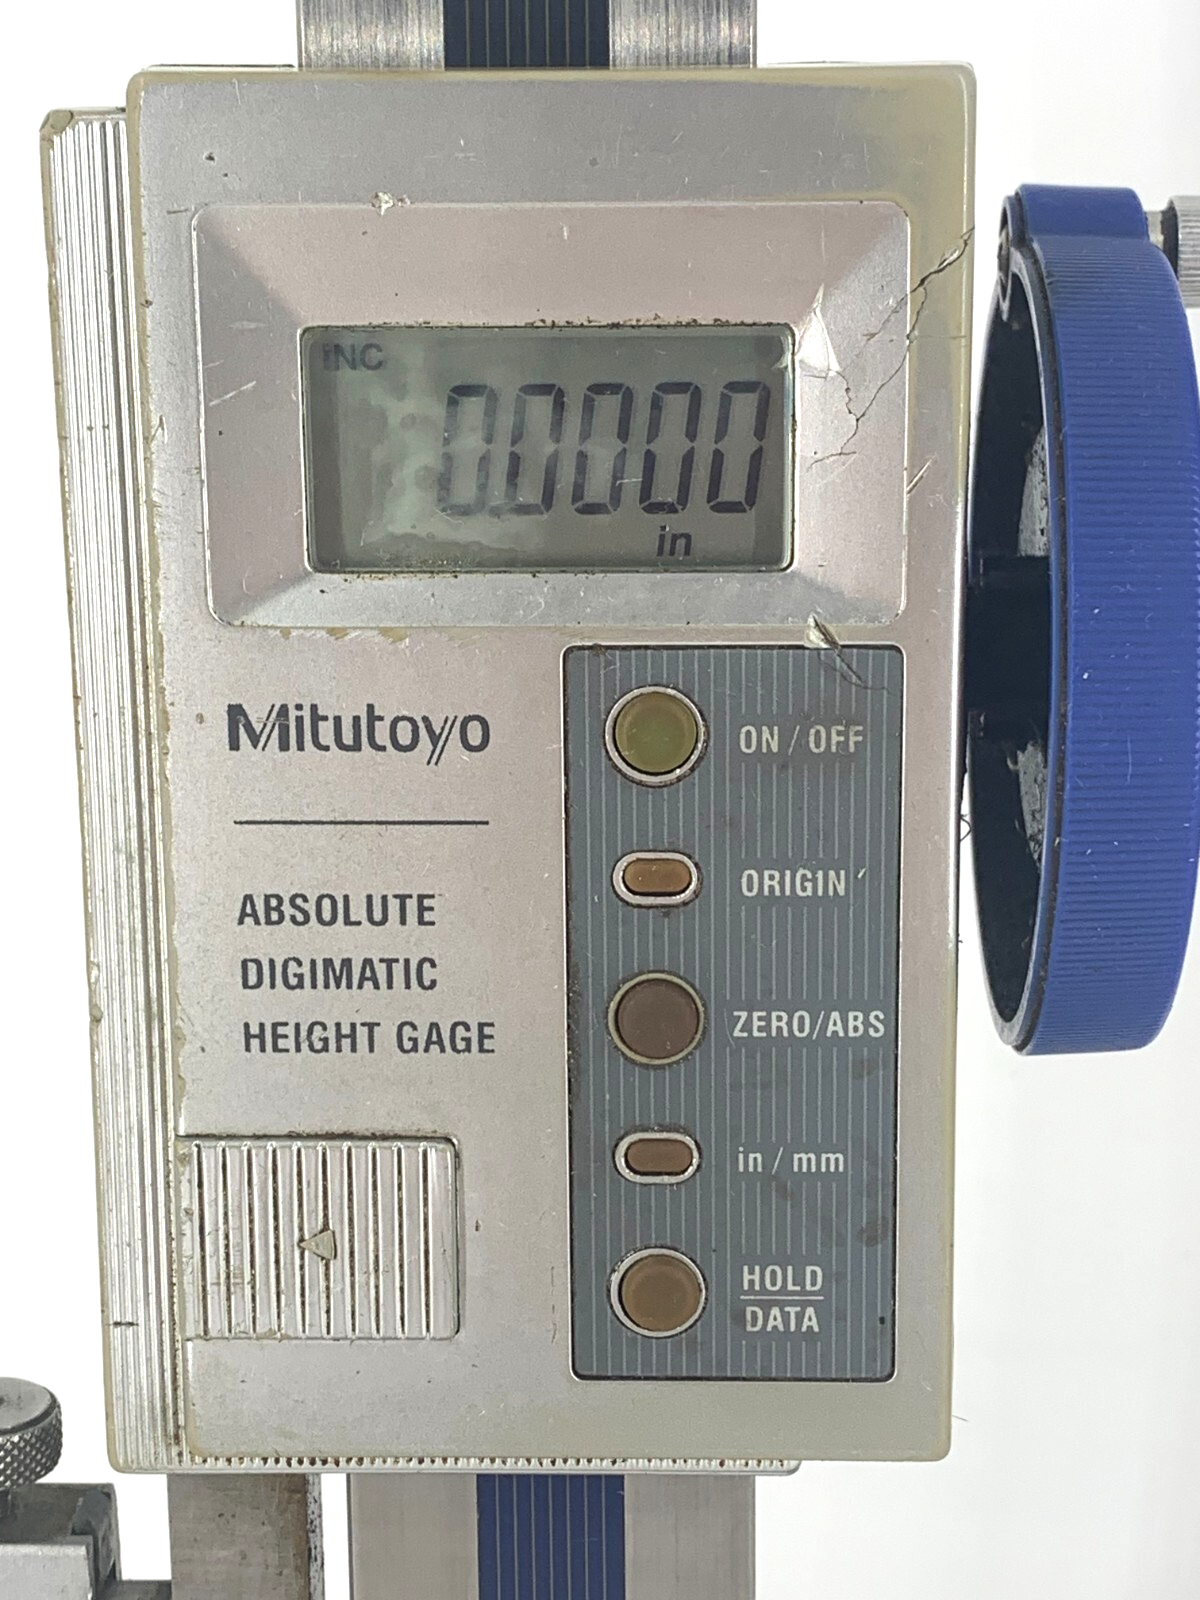 INC
0.0000
in
Mitutoyo
ABSOLUTE
DIGIMATIC
HEIGHT GAGE
ON / OFF
ORIGIN
ZERO/ABS
in / mm
HOLD
DATA